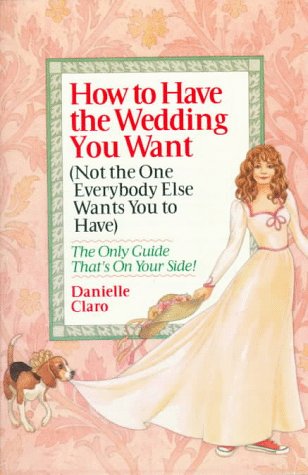 How to Have
the Wedding
You Want
(Not the One
Everybody Else
Wants You to
Have)
The Only Guide
That's On Your Side!
Danielle
Claro